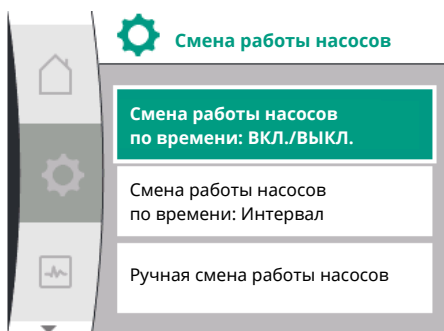 Смена работы насосов
Смена работы насосов
по времени: ВКЛ./ВЫКЛ.
Смена работы насосов
по времени: Интервал
Ручная смена работы насосов